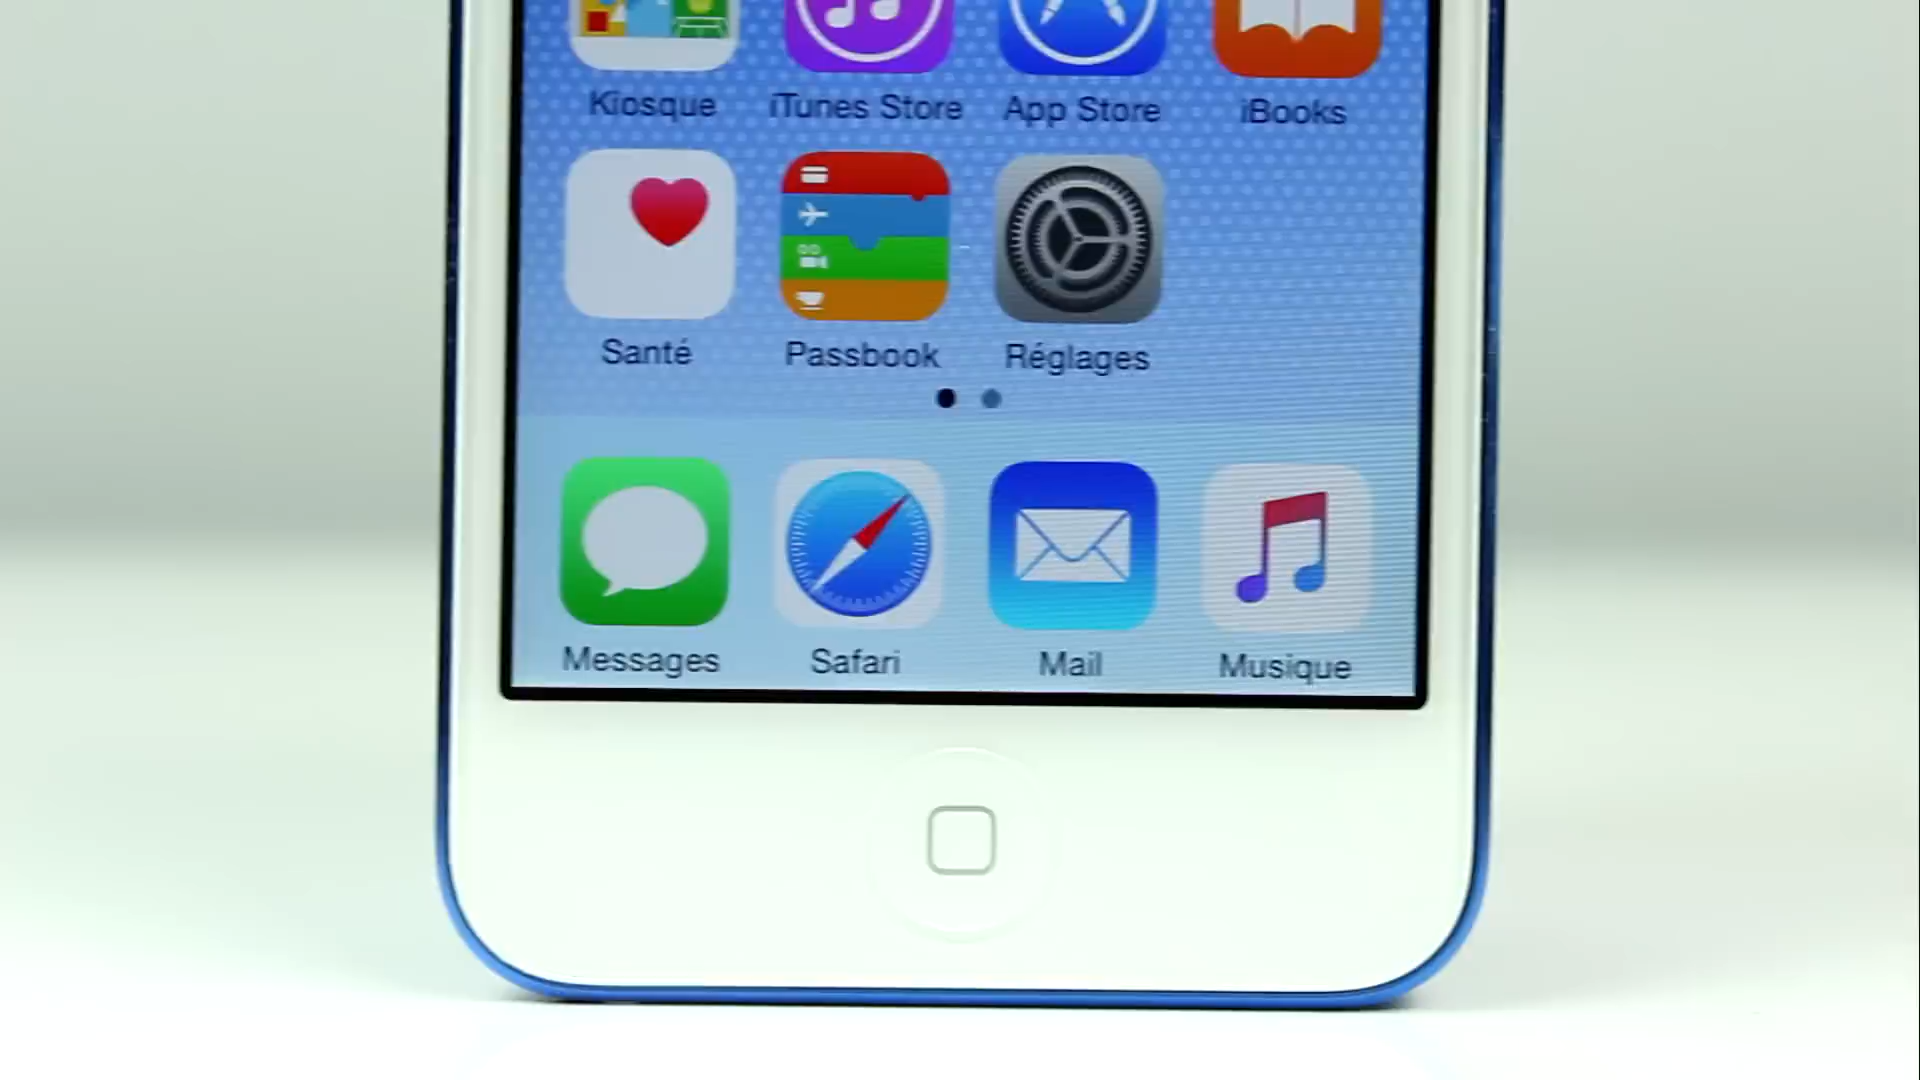 Kiosque iTunes Store App Store iBooks
Santé Passbook Réglages
Messages Safari Mail Musique